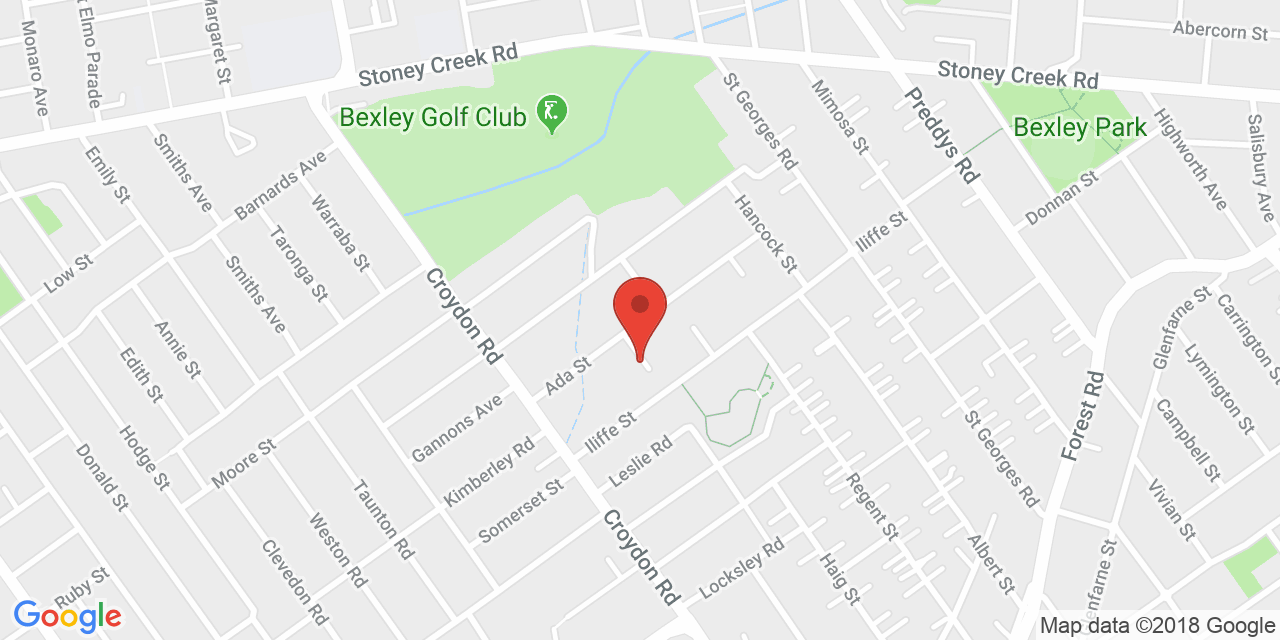 Monaro Ave
Elmo Parade
Margaret St
Abercorn St
Stoney Creek Rd
Stoney Creek Rd
Bexley Golf Club
St Georges Rd
Mimosa St
Preddys Rd
Bexley Park
Highworth Ave
Salisbury Ave
Emily St
Smiths Ave
Barnards Ave
Donnan St
Warraba St
Hancock St
Iliffe St
Low St
Taronga St
Smiths Ave
Croydon Rd
Glenfarne St
Carrington St
Annie St
Edith St
Ada St
Lymington St
Gannons Ave
Forest Rd
Campbell St
Hodge St
Moore St
Iliffe St
Leslie Rd
Kimberley Rd
St Georges Rd
Donald St
Somerset St
Regent St
Vivian St
Taunton Rd
Weston Rd
Croydon Rd
Clevedon Rd
Locksley Rd
Haig St
Albert St
Glenfarne St
Ruby St
Google
Map data ©2018 Google